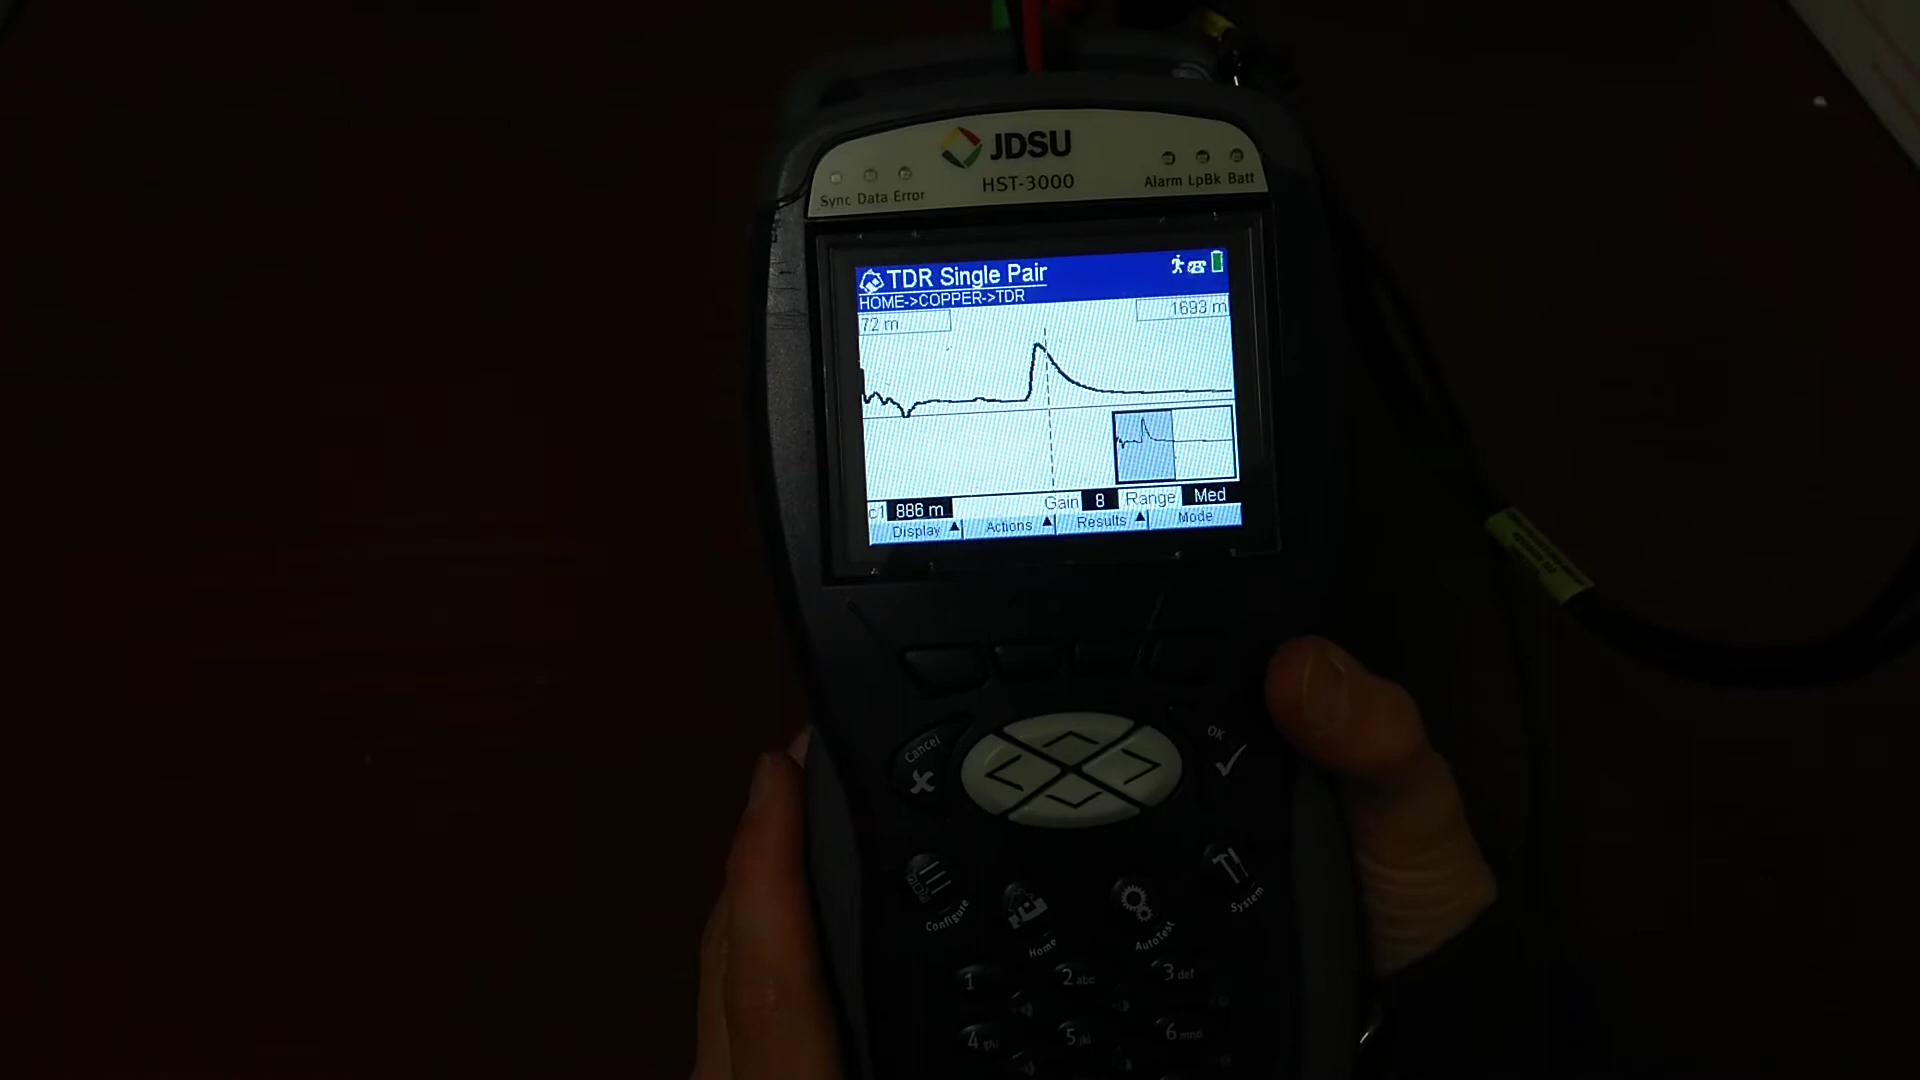 JDSU
HST-3000
Sync Data Error
Alarm LpBk Batt
TDR Single Pair
HOME->COPPER->TDR
72 m
1693 m
c1 886 m
Gain 8 Range Med
Display Actions Results Mode
Cancel
OK
Configure
Home
AutoTest
System
1
2 abc
3 def
4 ghi
5 jkl
6 mno